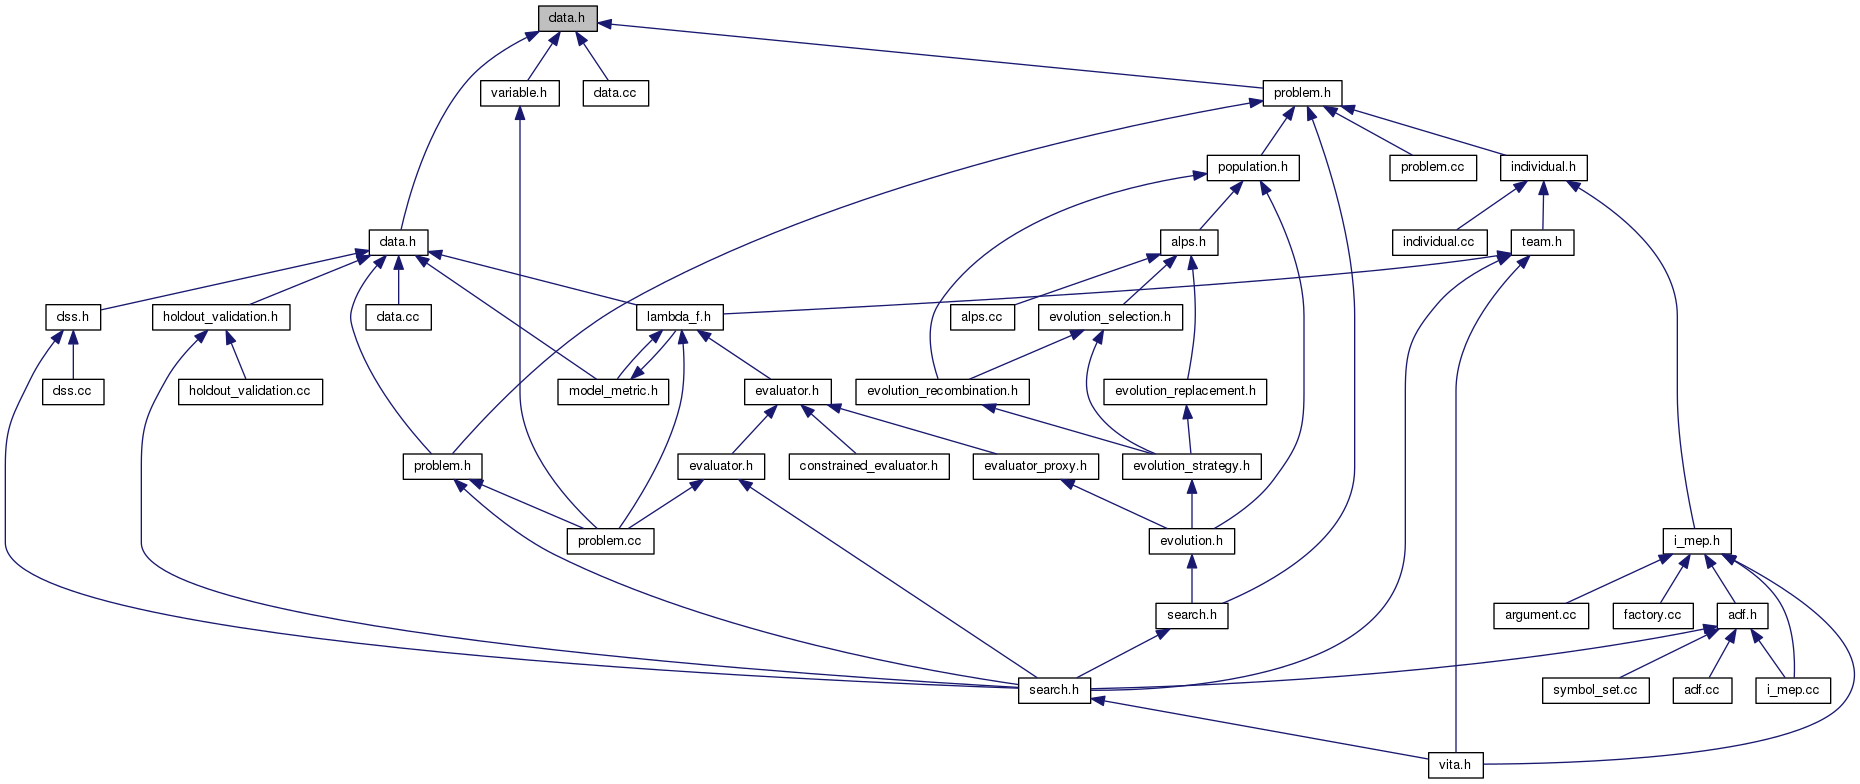 data.h
variable.h
data.cc
problem.h
population.h
problem.cc
individual.h
data.h
alps.h
individual.cc
team.h
dss.h
holdout_validation.h
data.cc
lambda_f.h
alps.cc
evolution_selection.h
dss.cc
holdout_validation.cc
model_metric.h
evaluator.h
evolution_recombination.h
evolution_replacement.h
problem.h
evaluator.h
constrained_evaluator.h
evaluator_proxy.h
evolution_strategy.h
problem.cc
evolution.h
i_mep.h
search.h
argument.cc
factory.cc
adf.h
search.h
symbol_set.cc
adf.cc
i_mep.cc
vita.h